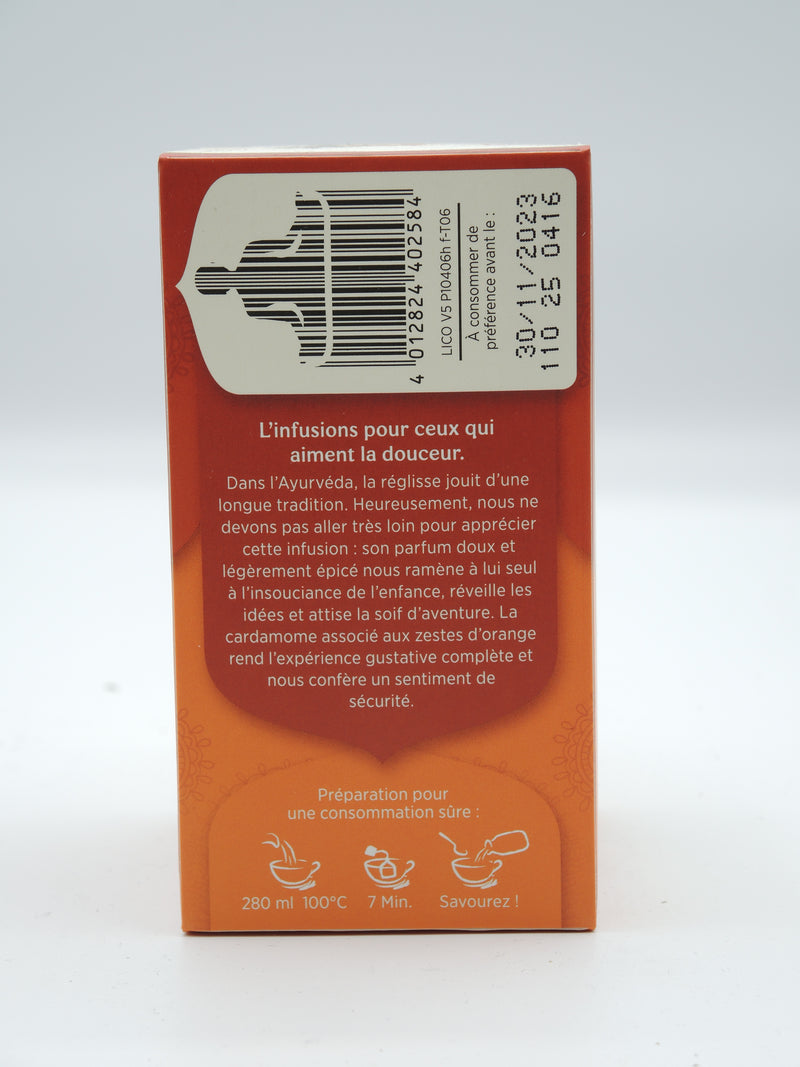 4 012824 402584
LICO V5 P10406h f-T06
À consommer de
préférence avant le :
30/11/2023
110 25 0416
L'infusions pour ceux qui
aiment la douceur.
Dans l'Ayurvéda, la réglisse jouit d'une
longue tradition. Heureusement, nous ne
devons pas aller très loin pour apprécier
cette infusion : son parfum doux et
légèrement épicé nous ramène à lui seul
à l'insouciance de l'enfance, réveille les
idées et attise la soif d'aventure. La
cardamome associé aux zestes d'orange
rend l'expérience gustative complète et
nous confère un sentiment de
sécurité.
Préparation pour
une consommation sûre :
280 ml 100°C 7 Min. Savourez !